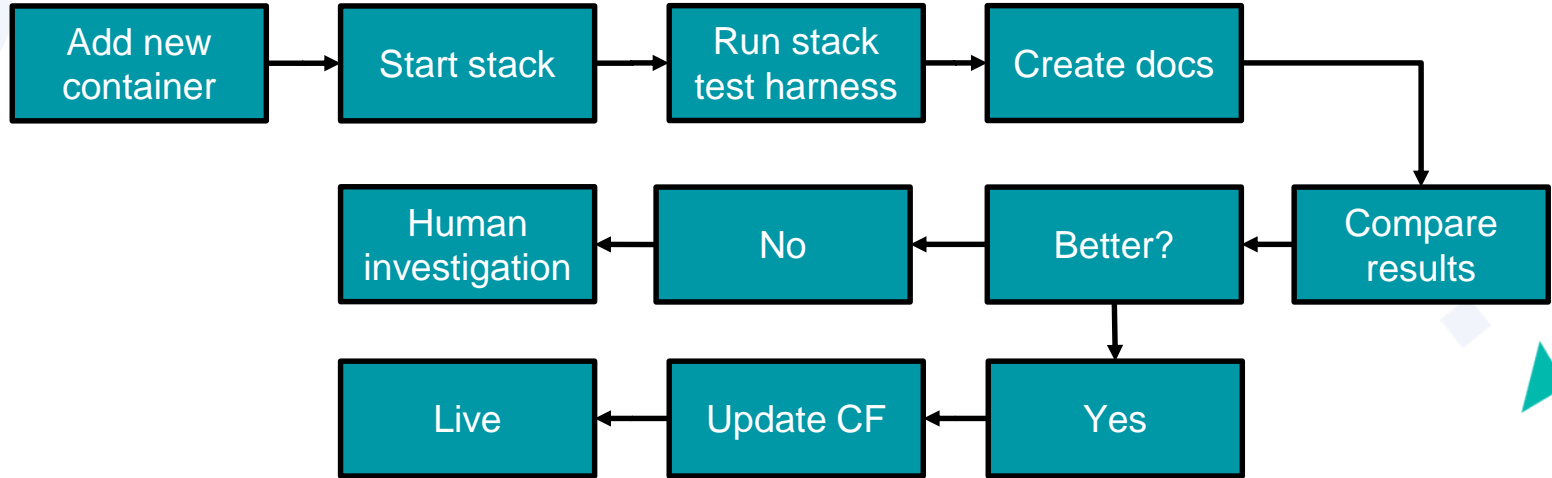 Add new
container
Start stack
Run stack
test harness
Create docs
Compare
results
Better?
No
Human
investigation
Yes
Update CF
Live